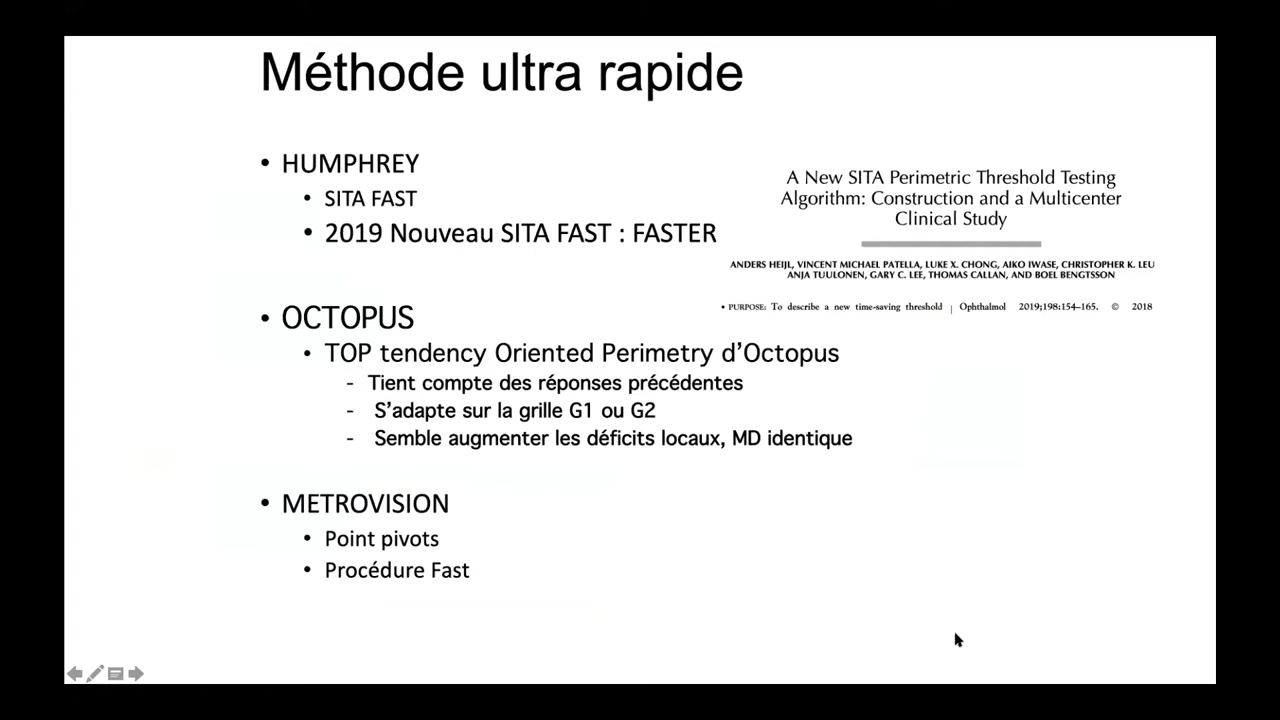 Méthode ultra rapide
• HUMPHREY
• SITA FAST
• 2019 Nouveau SITA FAST : FASTER
A New SITA Perimetric Threshold Testing
Algorithm: Construction and a Multicenter
Clinical Study
ANDERS HEIJL, VINCENT MICHAEL PATELLA, LUKE X. CHONG, AIKO IWASE, CHRISTOPHER K. LEU
ANJA TUULONEN, GARY C. LEE, THOMAS CALLAN, AND BOEL BENGTSSON
• PURPOSE: To describe a new time-saving threshold | Ophthalmol 2019;198:154–165. © 2018
• OCTOPUS
• TOP tendency Oriented Perimetry d’Octopus
- Tient compte des réponses précédentes
- S’adapte sur la grille G1 ou G2
- Semble augmenter les déficits locaux, MD identique
• METROVISION
• Point pivots
• Procédure Fast